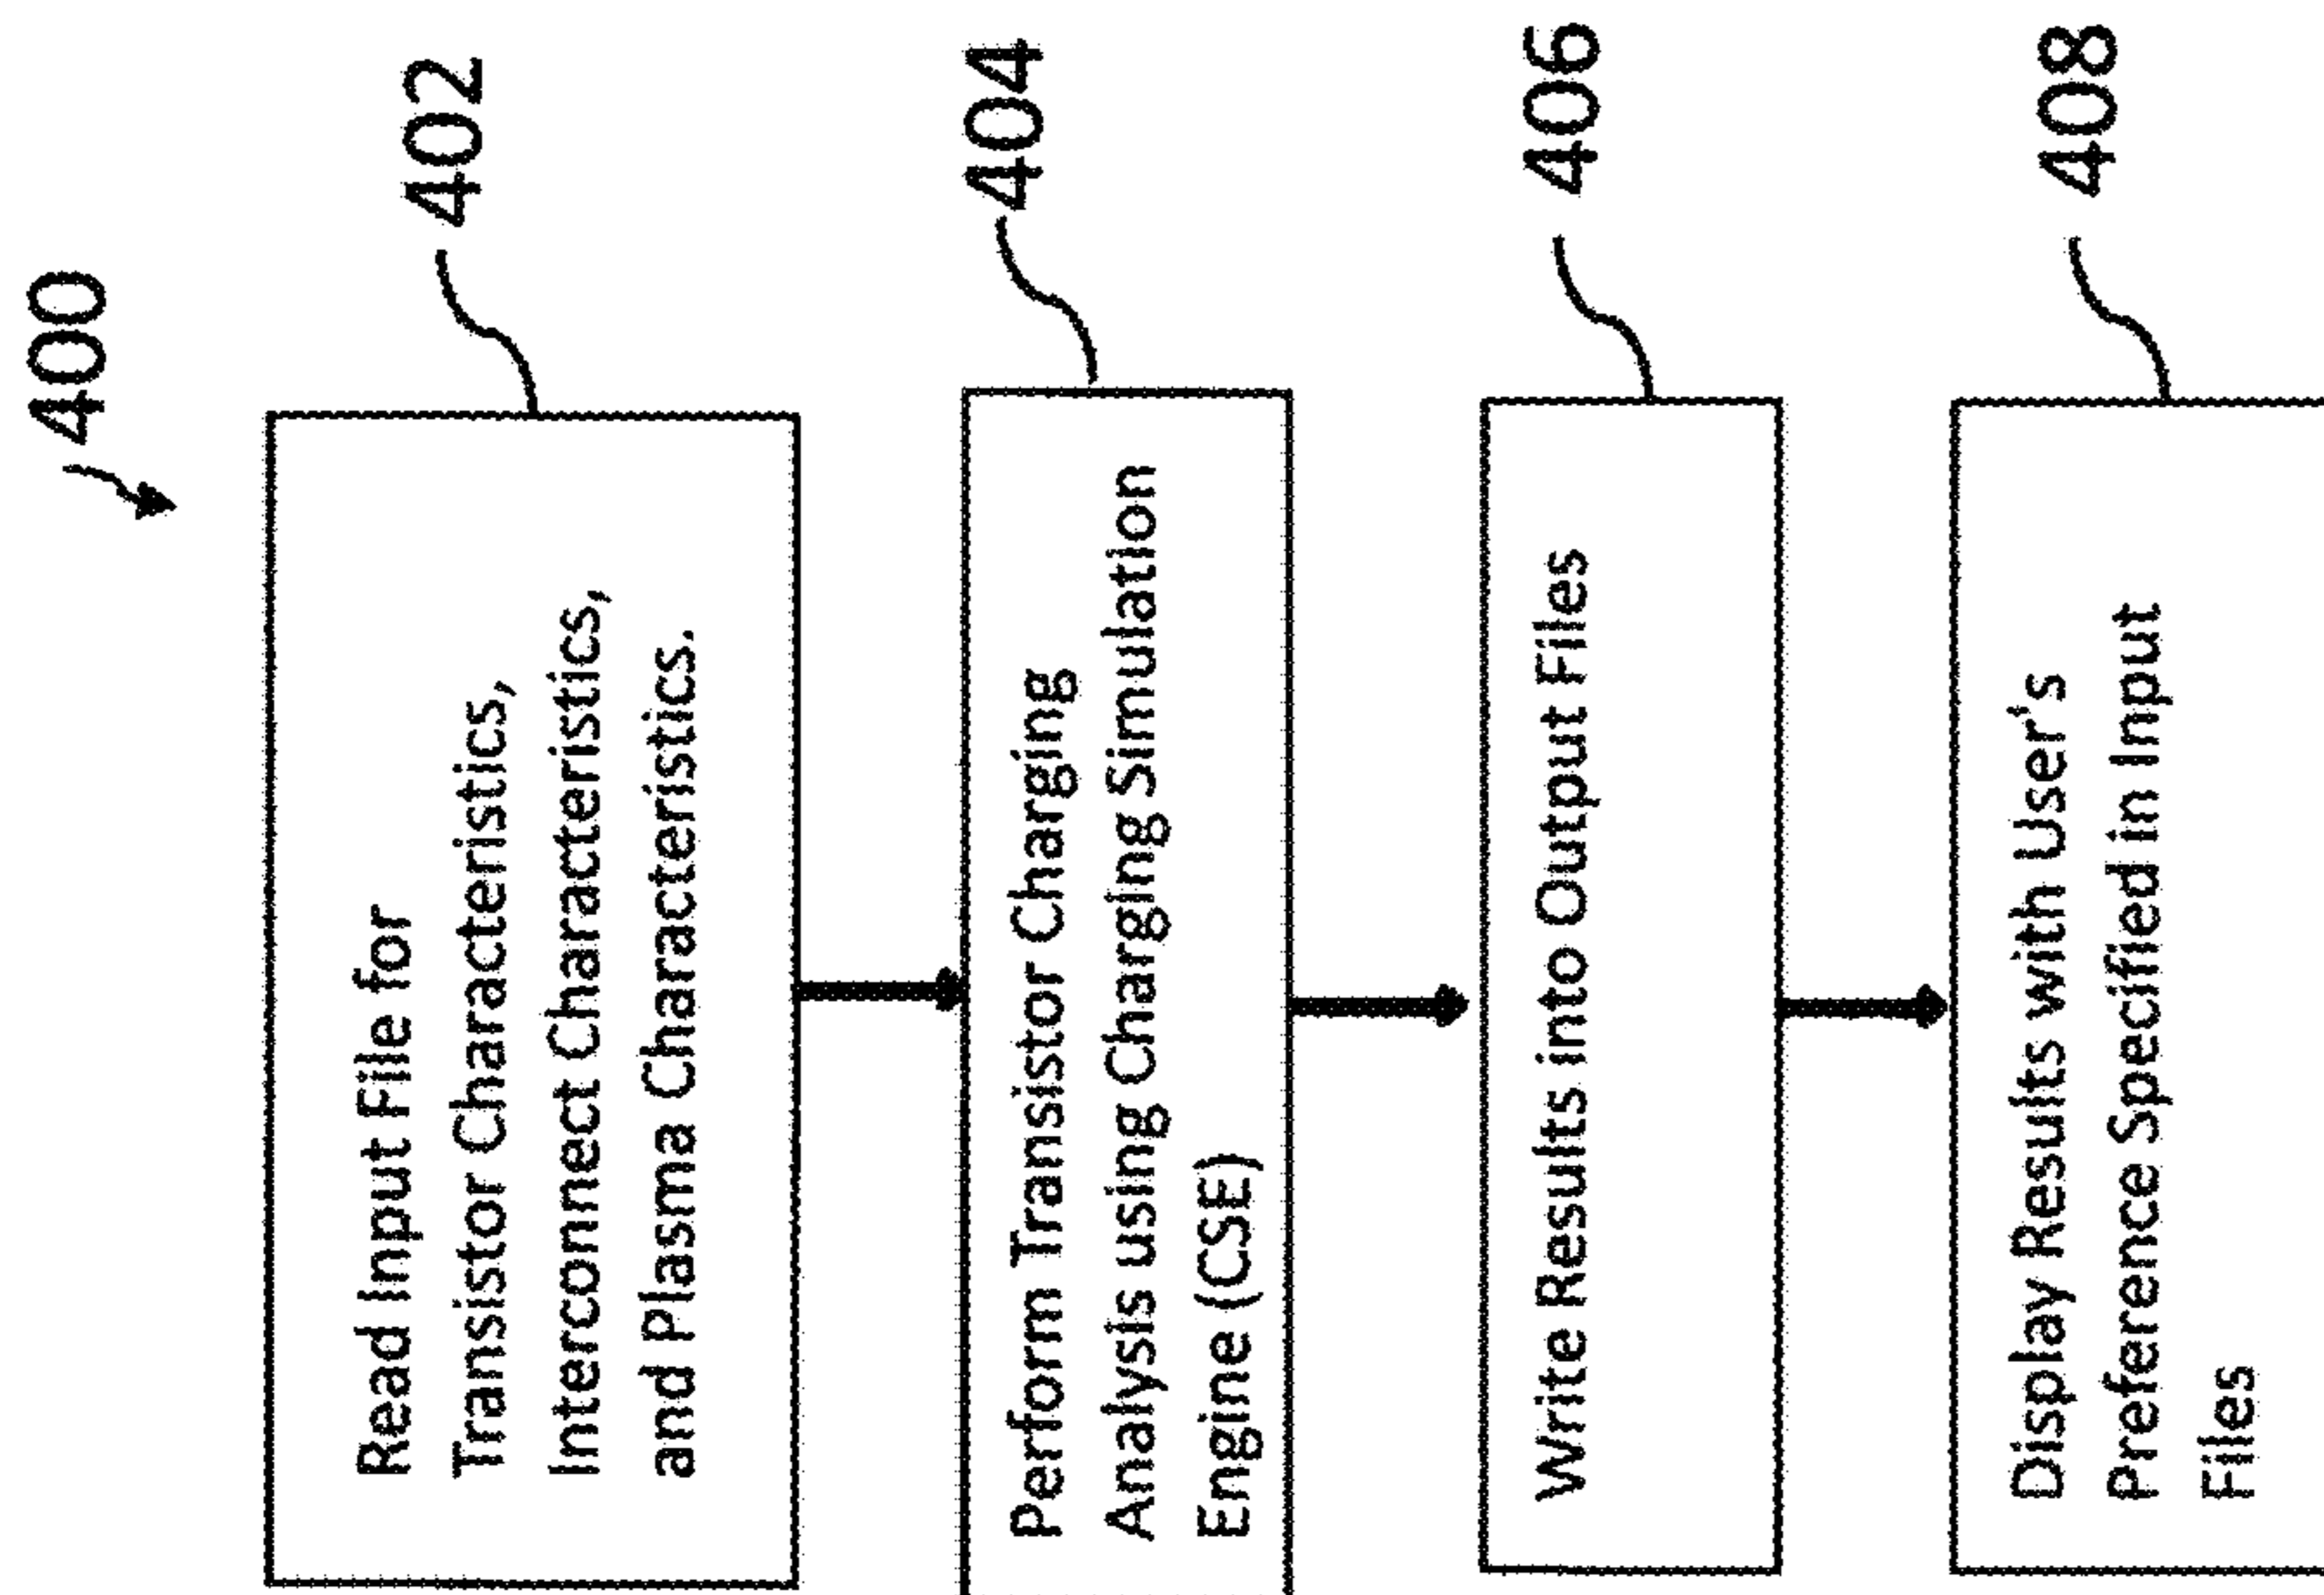 400
402
Read Input File for
Transistor Characteristics,
Interconnect Characteristics,
and Plasma Characteristics.
404
Perform Transistor Charging
Analysis using Charging Simulation
Engine (CSE)
406
Write Results into Output Files
408
Display Results with User's
Preference Specified in Input
Files